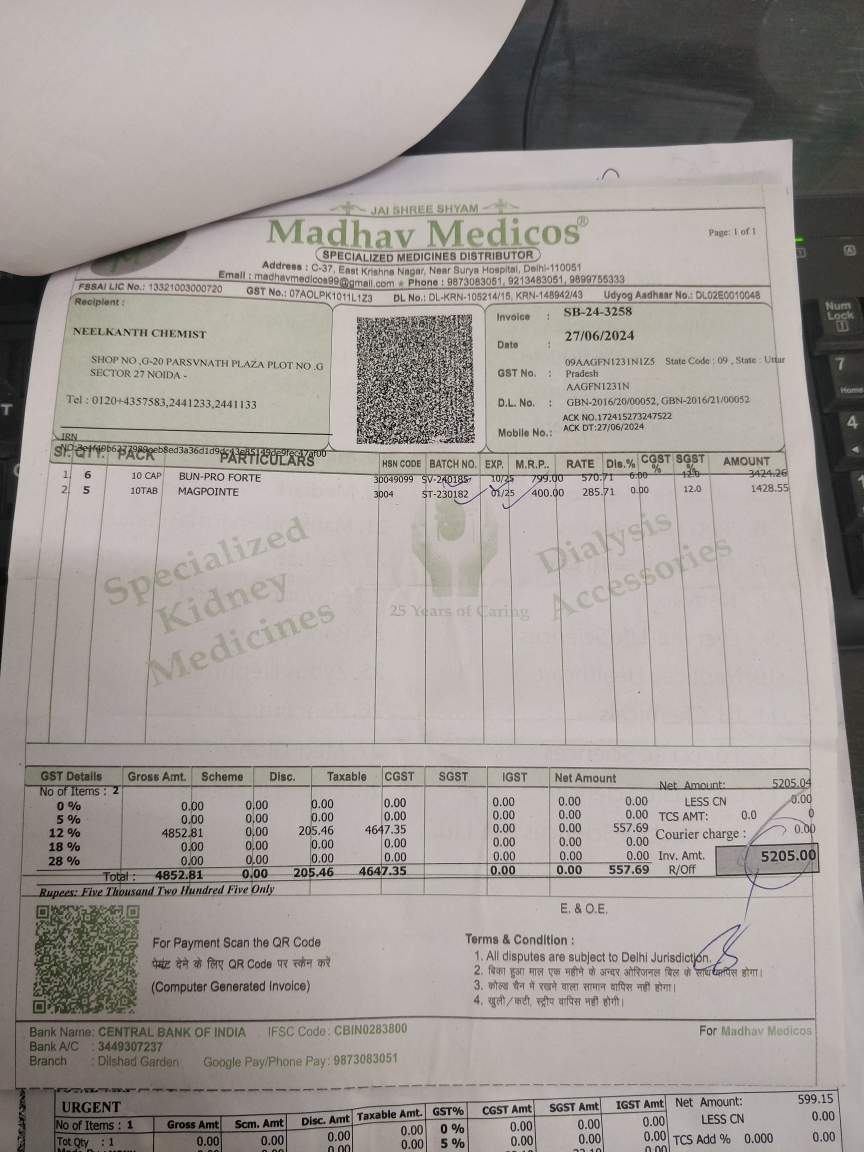 JAI SHREE SHYAM
Madhav Medicos®
Page: 1 of 1
SPECIALIZED MEDICINES DISTRIBUTOR
Address : C-37, East Krishna Nagar, Near Surya Hospital, Delhi-110051
Email : madhavmedicos99@gmail.com ★ Phone : 9873083051, 9213483051, 9899755333
FSSAI LIC No.: 13321003000720 GST No.: 07AOLPK1011L1Z3 DL No.: DL-KRN-105214/15, KRN-148942/43 Udyog Aadhaar No.: DL02E0010048
Recipient :
NEELKANTH CHEMIST
SHOP NO ,G-20 PARSVNATH PLAZA PLOT NO .G
SECTOR 27 NOIDA -
Tel : 0120+4357583,2441233,2441133
IRN
Invoice : SB-24-3258
Date : 27/06/2024
GST No. : 09AAGFN1231N1Z5 State Code : 09 , State : Uttar Pradesh
AAGFN1231N
D.L. No. : GBN-2016/20/00052, GBN-2016/21/00052
ACK NO.172415273247522
Mobile No.: ACK DT:27/06/2024
Sr. QTY. PACK PARTICULARS HSN CODE BATCH NO. EXP. M.R.P.. RATE Dis.% CGST % SGST % AMOUNT
1. 6 10 CAP BUN-PRO FORTE 30049099 SV-240185 10/25 799.00 570.71 6.00 12.0 3424.26
2. 5 10TAB MAGPOINTE 3004 ST-230182 01/25 400.00 285.71 0.00 12.0 1428.55
Specialized Kidney Medicines
25 Years of Caring
Dialysis Accessories
GST Details Gross Amt. Scheme Disc. Taxable CGST SGST IGST Net Amount
No of Items : 2
0 % 0.00 0.00 0.00 0.00 0.00 0.00 0.00
5 % 0.00 0.00 0.00 0.00 0.00 0.00 0.00
12 % 4852.81 0.00 205.46 4647.35 0.00 0.00 557.69
18 % 0.00 0.00 0.00 0.00 0.00 0.00 0.00
28 % 0.00 0.00 0.00 0.00 0.00 0.00 0.00
Total : 4852.81 0.00 205.46 4647.35 0.00 0.00 557.69
Net Amount: 5205.04
LESS CN 0.00
TCS AMT: 0.0 0
Courier charge : 0.00
Inv. Amt. 5205.00
R/Off
Rupees: Five Thousand Two Hundred Five Only
E. & O.E.
For Payment Scan the QR Code
पेमेंट देने के लिए QR Code पर स्केन करें
(Computer Generated Invoice)
Terms & Condition :
1. All disputes are subject to Delhi Jurisdiction.
2. बिका हुआ माल एक महीने के अन्दर ओरिजनल बिल के साथ वापिस होगा।
3. कोल्ड चैन में रखने वाला सामान वापिस नहीं होगा।
4. खुली/कटी, स्ट्रीप वापिस नहीं होगी।
Bank Name: CENTRAL BANK OF INDIA IFSC Code : CBIN0283800
Bank A/C : 3449307237
Branch : Dilshad Garden Google Pay/Phone Pay : 9873083051
For Madhav Medicos
URGENT
No of Items : 1 Gross Amt Scm. Amt Disc. Amt Taxable Amt. GST% CGST Amt SGST Amt IGST Amt
Tot Qty : 1 0.00 0.00 0.00 0.00 0 % 0.00 0.00 0.00
0.00 0.00 0.00 0.00 5 % 0.00 0.00 0.00
Net Amount: 599.15
LESS CN 0.00
TCS Add % 0.000 0.00
Num Lock
7
Home
4
T